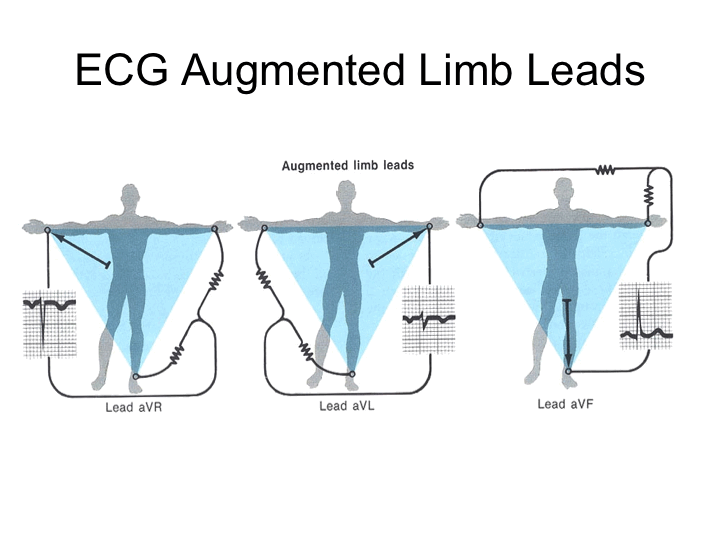 ECG Augmented Limb Leads
Augmented limb leads
Lead aVR
Lead aVL
Lead aVF